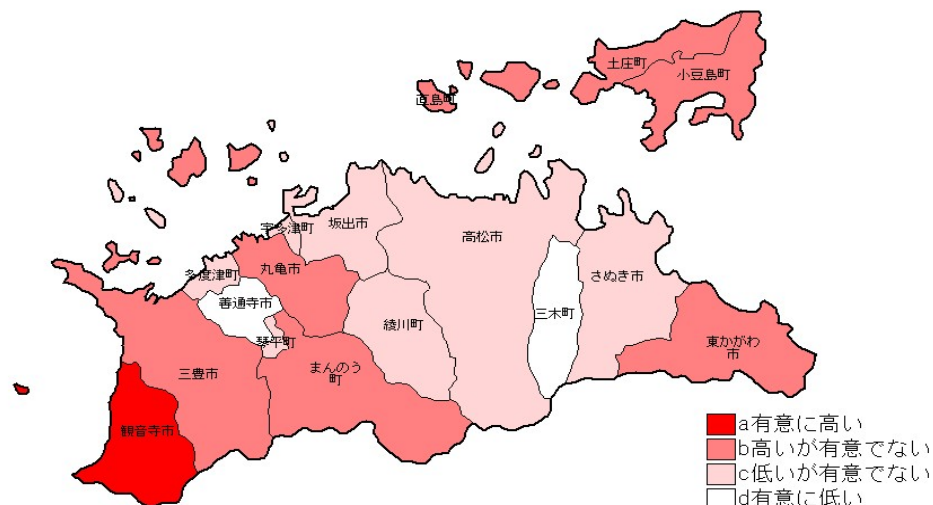 土庄町
小豆島町
直島町
宇多津町
坂出市
高松市
丸亀市
多度津町
さぬき市
善通寺市
三木町
綾川町
琴平町
東かがわ
市
まんのう
町
三豊市
観音寺市
a有意に高い
b高いが有意でない
c低いが有意でない
d有意に低い